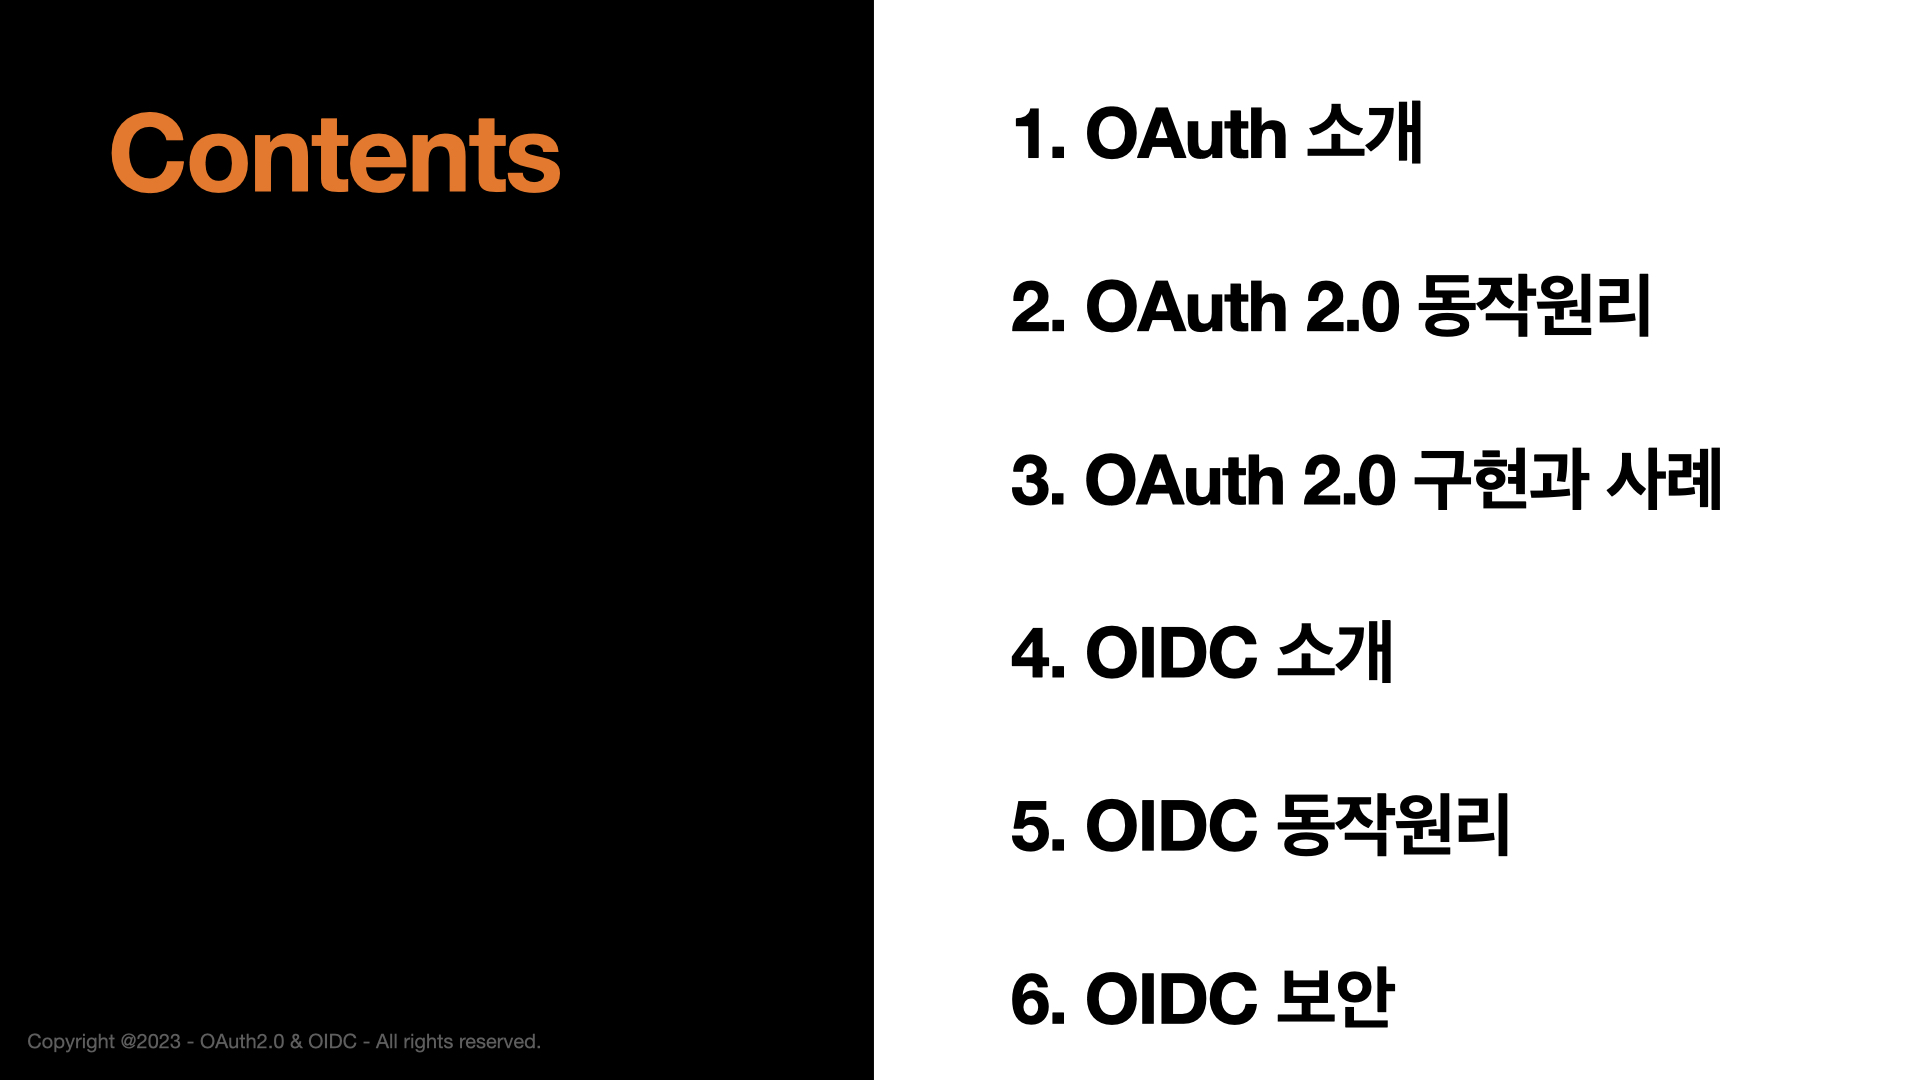 Contents
1. OAuth 소개
2. OAuth 2.0 동작원리
3. OAuth 2.0 구현과 사례
4. OIDC 소개
5. OIDC 동작원리
6. OIDC 보안
Copyright @2023 - OAuth2.0 & OIDC - All rights reserved.